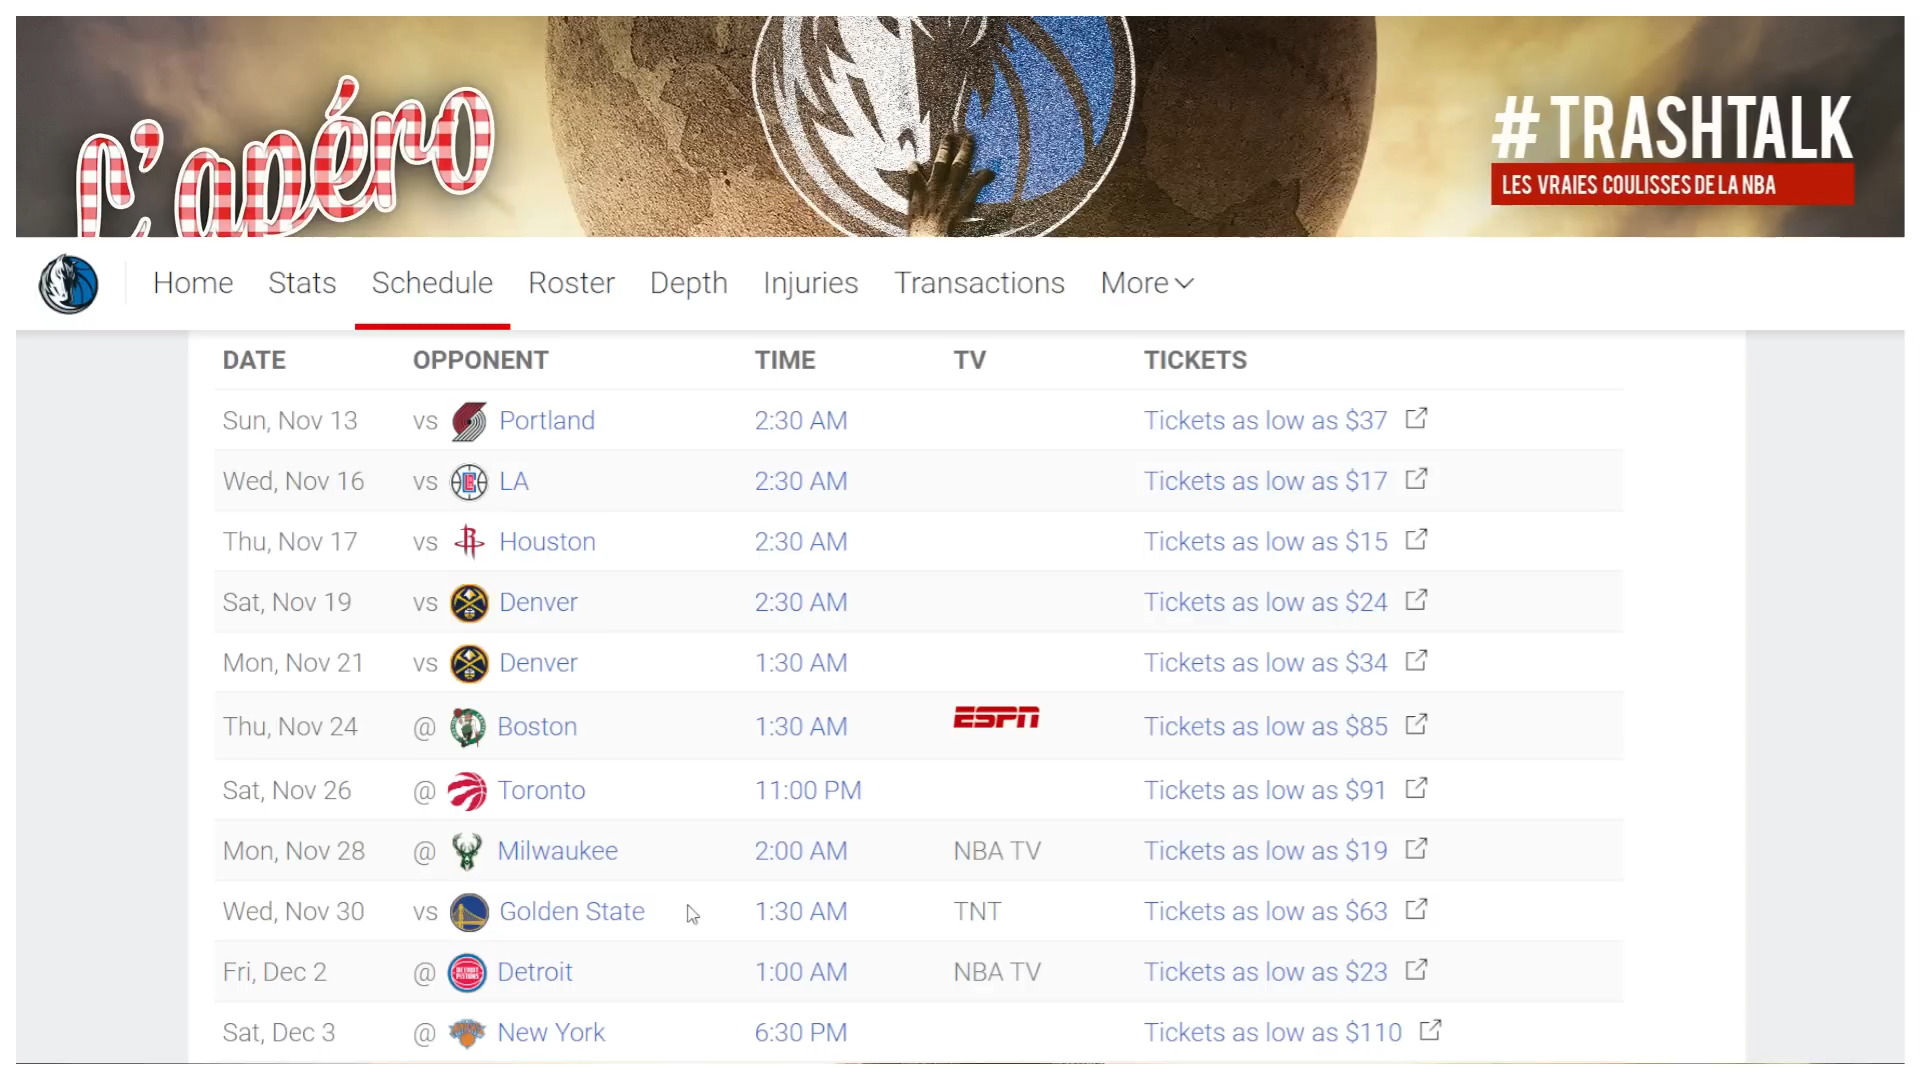 L'apéro
#TRASHTALK
LES VRAIES COULISSES DE LA NBA
Home Stats Schedule Roster Depth Injuries Transactions More
DATE OPPONENT TIME TV TICKETS
Sun, Nov 13 vs Portland 2:30 AM Tickets as low as $37
Wed, Nov 16 vs LA 2:30 AM Tickets as low as $17
Thu, Nov 17 vs Houston 2:30 AM Tickets as low as $15
Sat, Nov 19 vs Denver 2:30 AM Tickets as low as $24
Mon, Nov 21 vs Denver 1:30 AM Tickets as low as $34
Thu, Nov 24 @ Boston 1:30 AM ESPN Tickets as low as $85
Sat, Nov 26 @ Toronto 11:00 PM Tickets as low as $91
Mon, Nov 28 @ Milwaukee 2:00 AM NBA TV Tickets as low as $19
Wed, Nov 30 vs Golden State 1:30 AM TNT Tickets as low as $63
Fri, Dec 2 @ Detroit 1:00 AM NBA TV Tickets as low as $23
Sat, Dec 3 @ New York 6:30 PM Tickets as low as $110